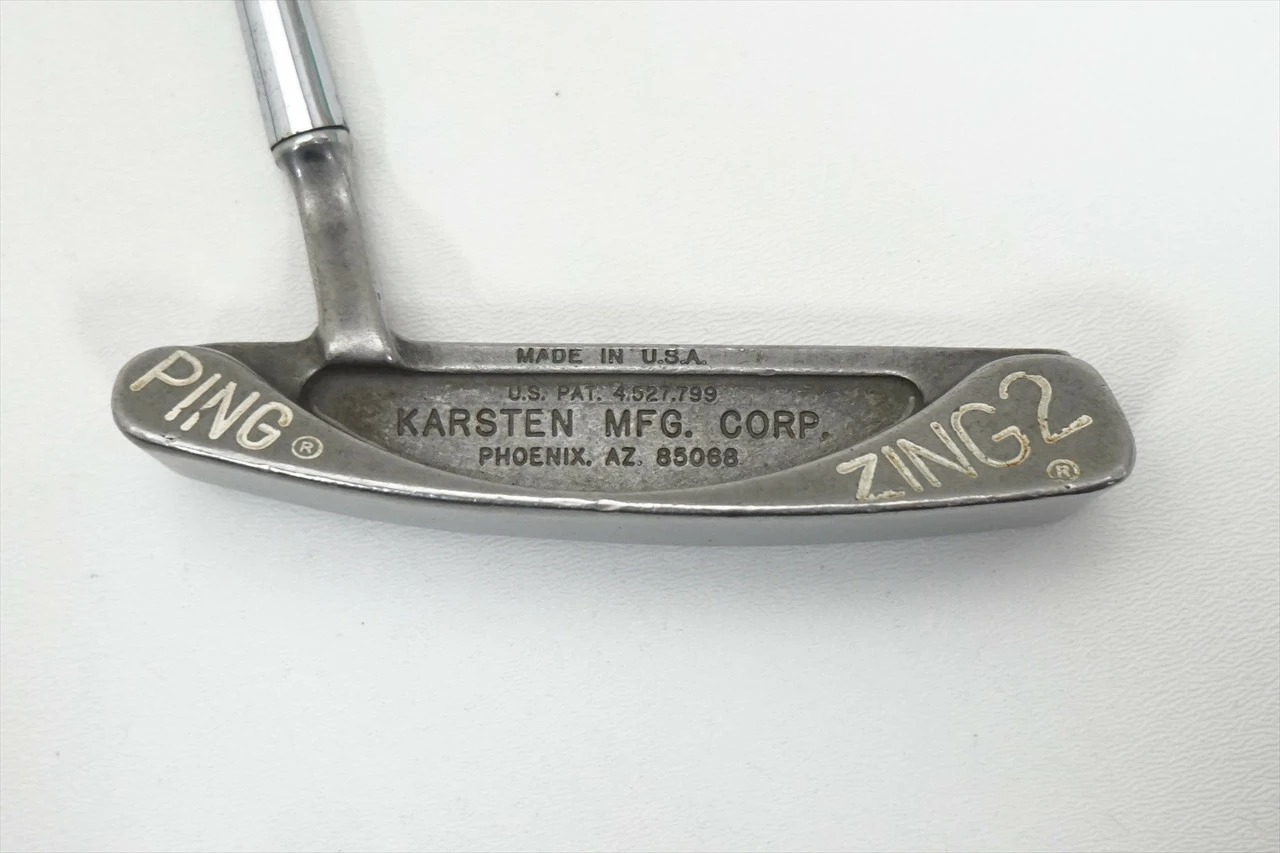 PING®
MADE IN U.S.A.
U.S. PAT. 4.527.799
KARSTEN MFG. CORP.
PHOENIX. AZ. 85068
ZING2®